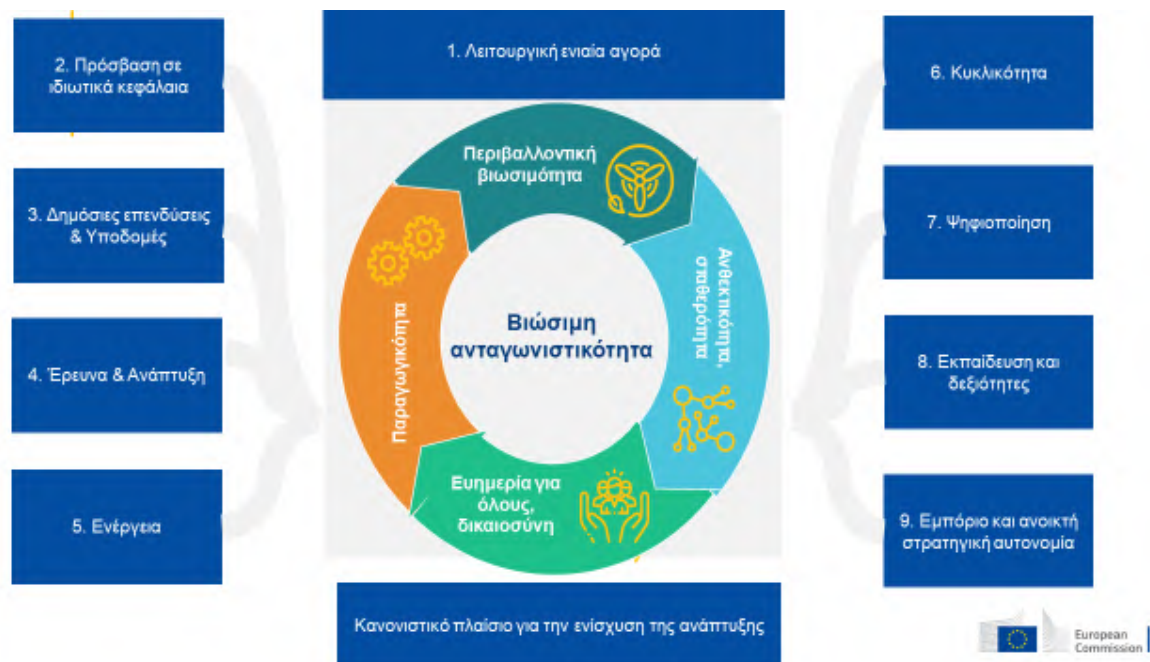 1. Λειτουργική ενιαία αγορά
2. Πρόσβαση σε
ιδιωτικά κεφάλαια
3. Δημόσιες επενδύσεις
& Υποδομές
4. Έρευνα & Ανάπτυξη
5. Ενέργεια
Περιβαλλοντική
βιωσιμότητα
Ανθεκτικότητα,
σταθερότητα
Ευημερία για
όλους,
δικαιοσύνη
Παραγωγικότητα
Βιώσιμη
ανταγωνιστικότητα
6. Κυκλικότητα
7. Ψηφιοποίηση
8. Εκπαίδευση και
δεξιότητες
9. Εμπόριο και ανοικτή
στρατηγική αυτονομία
Κανονιστικό πλαίσιο για την ενίσχυση της ανάπτυξης
European
Commission